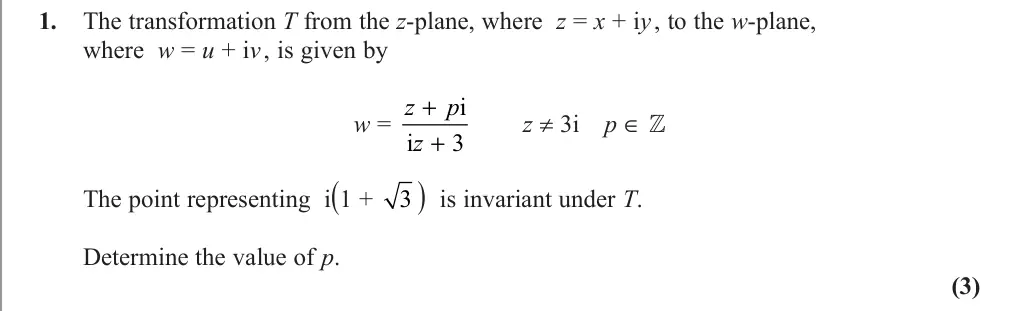 1. The transformation T from the z-plane, where z = x + iy, to the w-plane,
where w = u + iv, is given by
w = (z + pi)/(iz + 3) z ≠ 3i p ∈ ℤ
The point representing i(1 + √3) is invariant under T.
Determine the value of p.
(3)